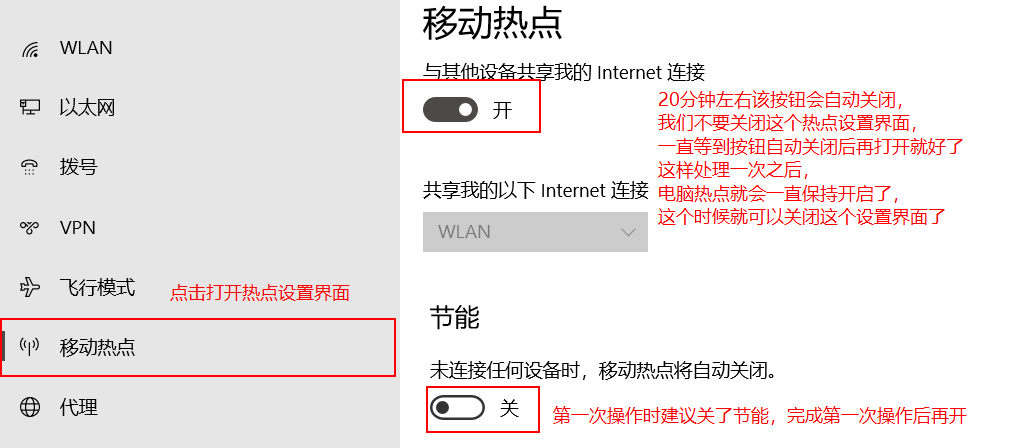 WLAN
以太网
拨号
VPN
飞行模式
点击打开热点设置界面
移动热点
代理
移动热点
与其他设备共享我的 Internet 连接
开
20分钟左右该按钮会自动关闭，
我们不要关闭这个热点设置界面，
一直等到按钮自动关闭后再打开就好了
这样处理一次之后，
电脑热点就会一直保持开启了，
这个时候就可以关闭这个设置界面了
共享我的以下 Internet 连接
WLAN
节能
未连接任何设备时，移动热点将自动关闭。
关
第一次操作时建议关了节能，完成第一次操作后再开